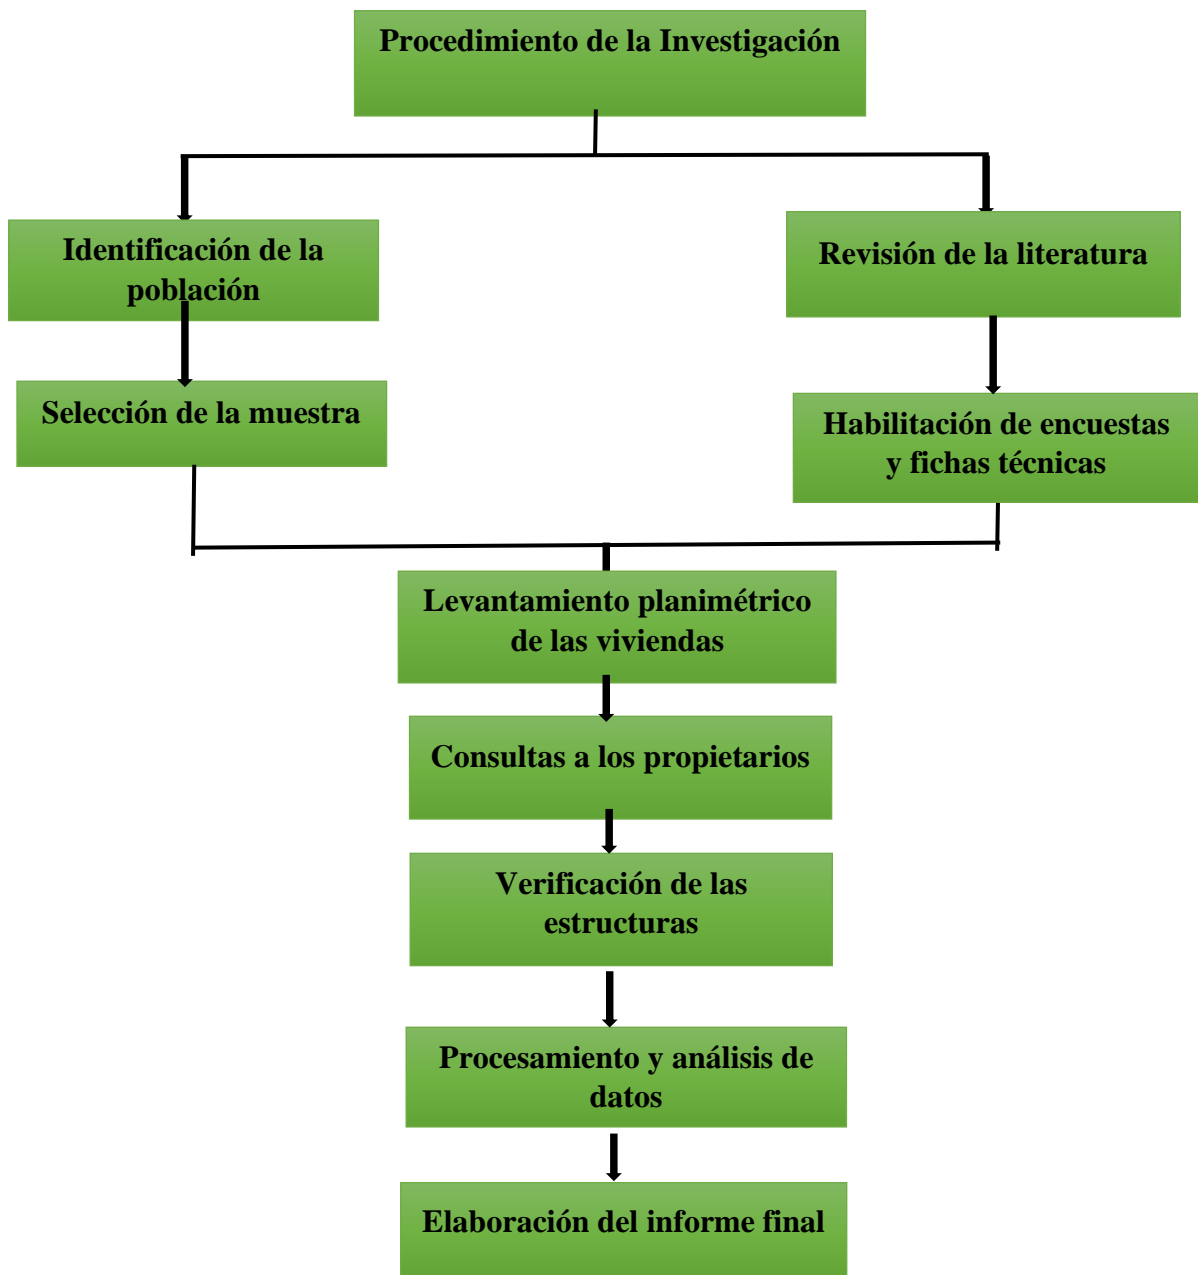 Procedimiento de la Investigación
Identificación de la
población
Revisión de la literatura
Selección de la muestra
Habilitación de encuestas
y fichas técnicas
Levantamiento planimétrico
de las viviendas
Consultas a los propietarios
Verificación de las
estructuras
Procesamiento y análisis de
datos
Elaboración del informe final